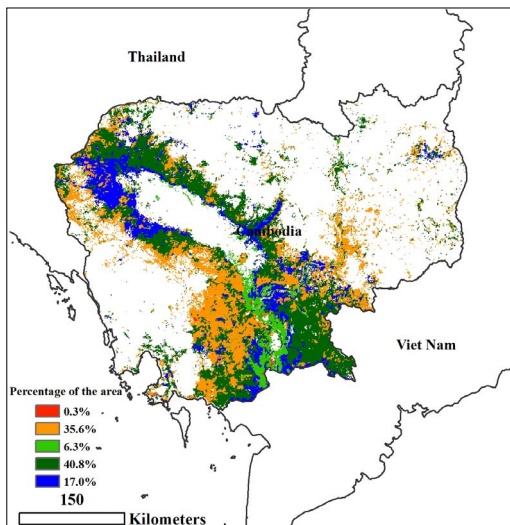 Thailand
Cambodia
Viet Nam
Percentage of the area
0.3%
35.6%
6.3%
40.8%
17.0%
150
Kilometers